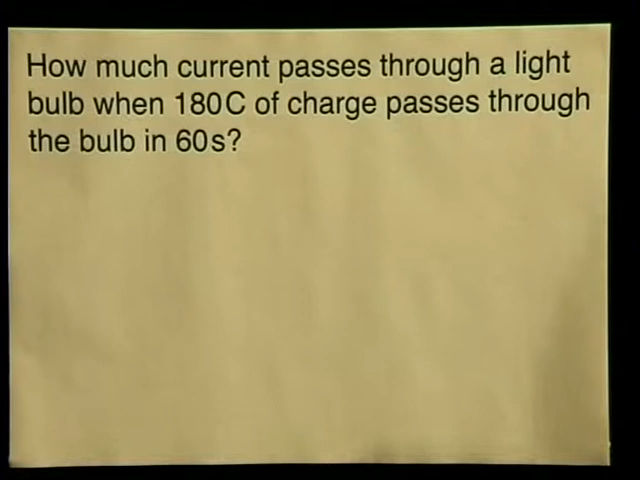 How much current passes through a light
bulb when 180C of charge passes through
the bulb in 60s?